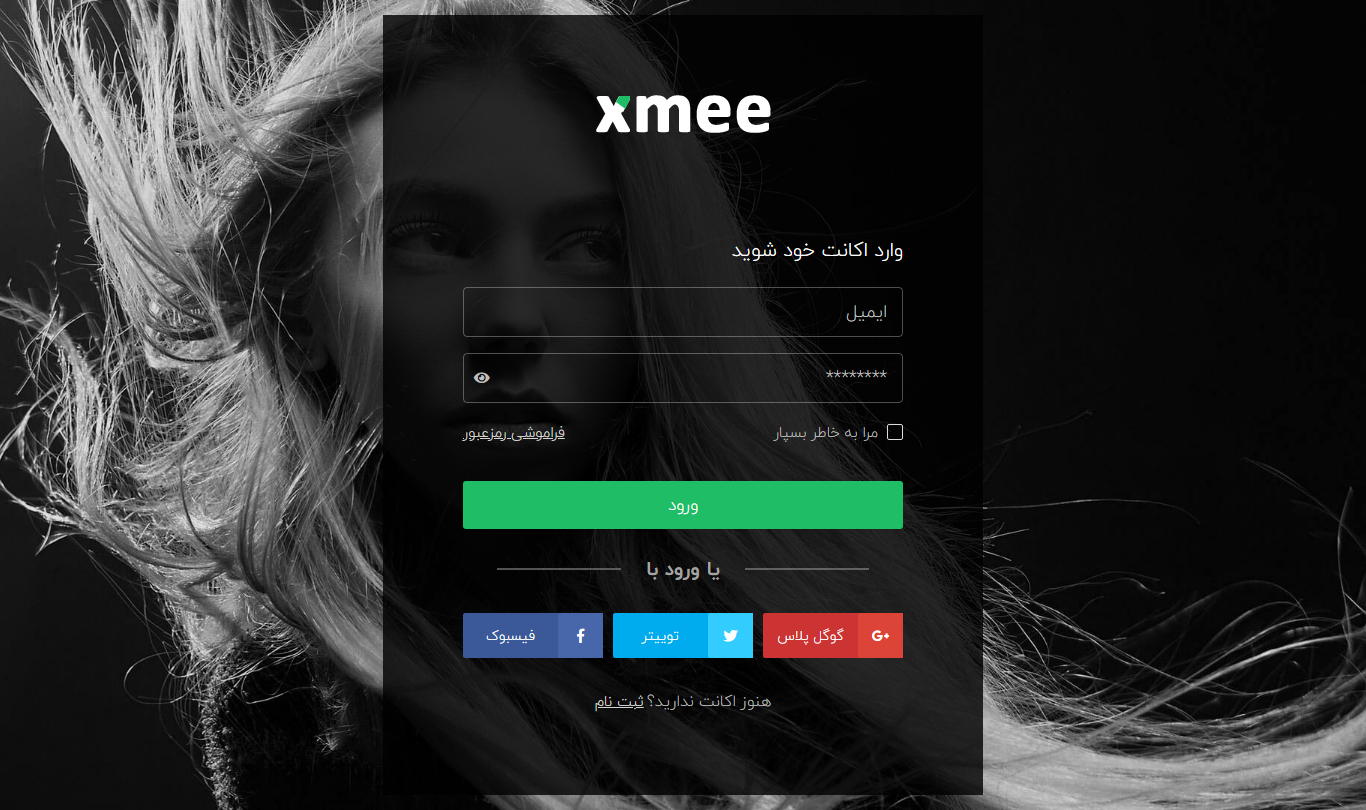 xmee
وارد اکانت خود شوید
ایمیل
********
مرا به خاطر بسپار
فراموشی رمزعبور
ورود
یا ورود با
گوگل پلاس
توییتر
فیسبوک
هنوز اکانت ندارید؟ ثبت نام